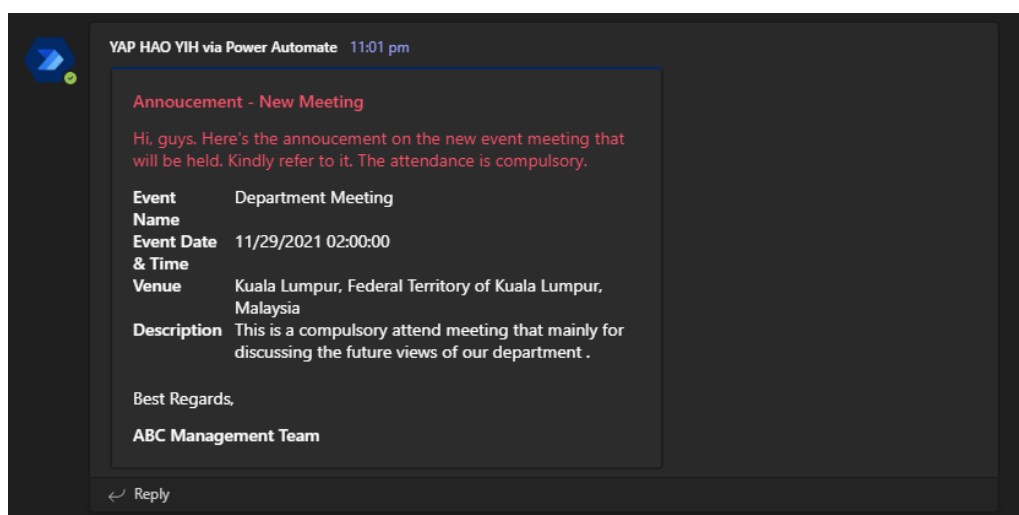 YAP HAO YIH via Power Automate 11:01 pm
Annoucement - New Meeting
Hi, guys. Here's the annoucement on the new event meeting that
will be held. Kindly refer to it. The attendance is compulsory.
Event Name Department Meeting
Event Date & Time 11/29/2021 02:00:00
Venue Kuala Lumpur, Federal Territory of Kuala Lumpur,
Malaysia
Description This is a compulsory attend meeting that mainly for
discussing the future views of our department .
Best Regards,
ABC Management Team
Reply